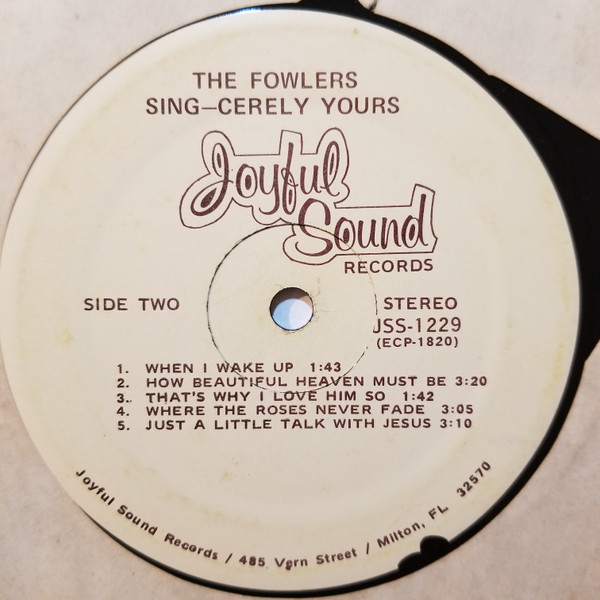 THE FOWLERS
SING—CERELY YOURS
Joyful
Sound
RECORDS
SIDE TWO
STEREO
JSS-1229
(ECP-1820)
1. WHEN I WAKE UP 1:43
2. HOW BEAUTIFUL HEAVEN MUST BE 3:20
3. THAT'S WHY I LOVE HIM SO 1:42
4. WHERE THE ROSES NEVER FADE 3:05
5. JUST A LITTLE TALK WITH JESUS 3:10
Joyful Sound Records / 485 Vern Street / Milton, FL 32570